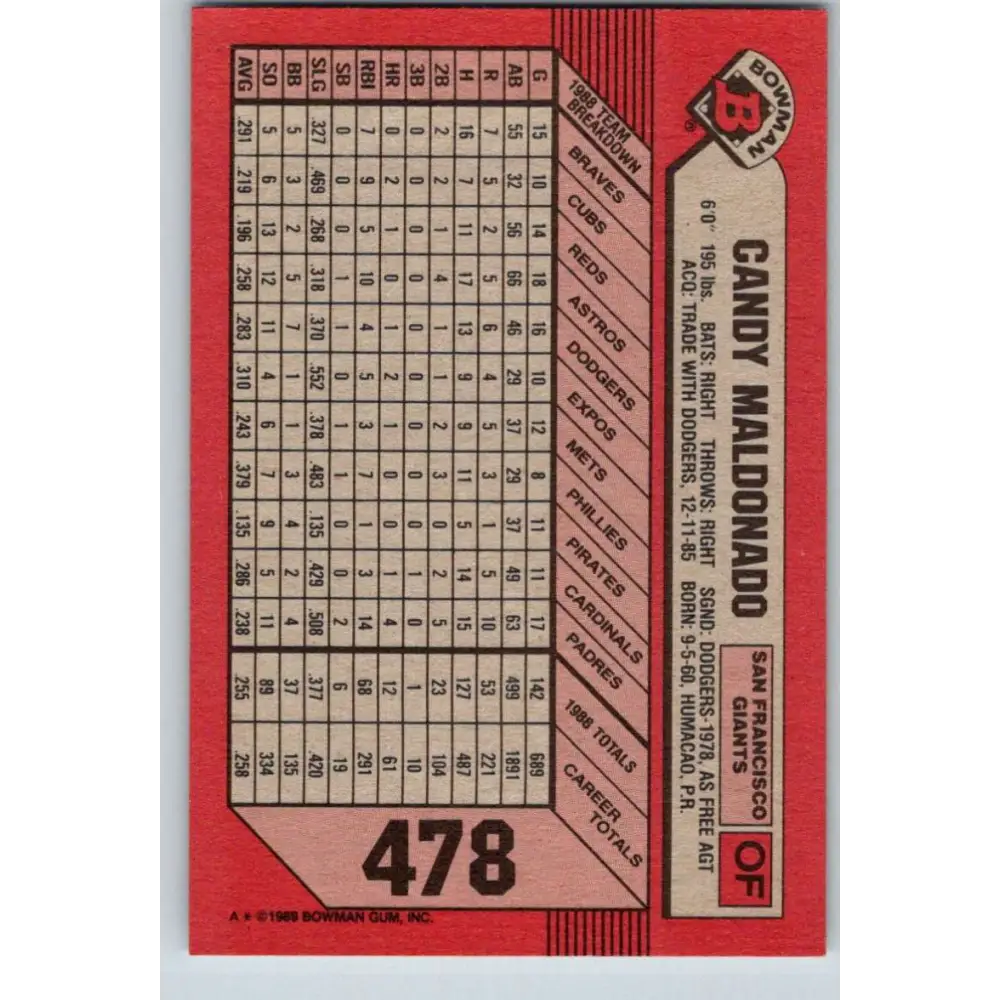 BOWMAN
B ®
CANDY MALDONADO
SAN FRANCISCO
GIANTS
OF
6'0" 195 lbs. BATS: RIGHT THROWS: RIGHT SGND: DODGERS-1978, AS FREE AGT
ACQ: TRADE WITH DODGERS, 12-11-85 BORN: 9-5-60, HUMACAO, P.R.
1988 TEAM
BREAKDOWN
BRAVES
CUBS
REDS
ASTROS
DODGERS
EXPOS
METS
PHILLIES
PIRATES
CARDINALS
PADRES
1988 TOTALS
CAREER
TOTALS
G 15 10 14 18 16 10 12 8 11 11 17 142 689
AB 55 32 56 66 46 29 37 29 37 49 63 499 1891
R 7 5 2 5 6 4 5 3 1 5 10 53 221
H 16 7 11 17 13 9 9 11 5 14 15 127 487
2B 2 2 1 4 1 1 2 3 0 2 5 23 104
3B 0 0 0 0 0 0 0 0 0 1 0 1 10
HR 0 2 1 0 1 2 0 0 0 1 4 12 61
RBI 7 9 5 10 4 5 3 7 1 3 14 68 291
SB 0 0 0 1 1 0 1 1 0 0 2 6 19
SLG .327 .469 .268 .318 .370 .552 .378 .483 .135 .429 .508 .377 .420
BB 5 3 2 5 7 1 1 3 4 2 4 37 135
SO 5 6 13 12 11 4 6 7 9 5 11 89 334
AVG .291 .219 .196 .258 .283 .310 .243 .379 .135 .286 .238 .255 .258
478
A * ©1989 BOWMAN GUM, INC.